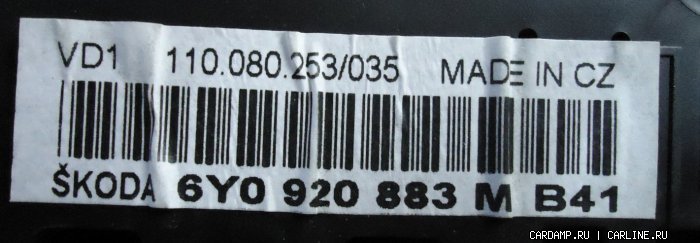 VD1 110.080.253/035 MADE IN CZ
ŠKODA 6Y0 920 883 M B41
CARDAMP.RU | CARLINE.RU